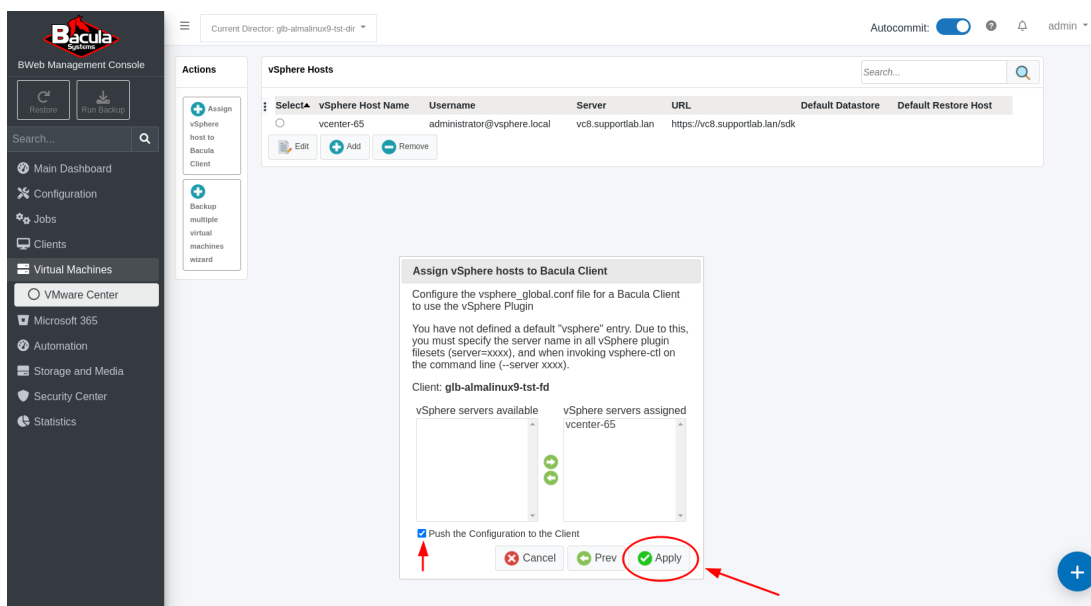 Bacula
Systems
BWeb Management Console
Restore
Run Backup
Search...
Main Dashboard
Configuration
Jobs
Clients
Virtual Machines
VMware Center
Microsoft 365
Automation
Storage and Media
Security Center
Statistics
Current Director: glb-almalinux9-tst-dir
Autocommit:
admin
Actions
Assign
vSphere
host to
Bacula
Client
Backup
multiple
virtual
machines
wizard
vSphere Hosts
Search...
Select vSphere Host Name Username Server URL Default Datastore Default Restore Host
vcenter-65 administrator@vsphere.local vc8.supportlab.lan https://vc8.supportlab.lan/sdk
Edit Add Remove
Assign vSphere hosts to Bacula Client
Configure the vsphere_global.conf file for a Bacula Client
to use the vSphere Plugin
You have not defined a default "vsphere" entry. Due to this,
you must specify the server name in all vSphere plugin
filesets (server=xxxx), and when invoking vsphere-ctl on
the command line (--server xxxx).
Client: glb-almalinux9-tst-fd
vSphere servers available vSphere servers assigned
vcenter-65
Push the Configuration to the Client
Cancel Prev Apply